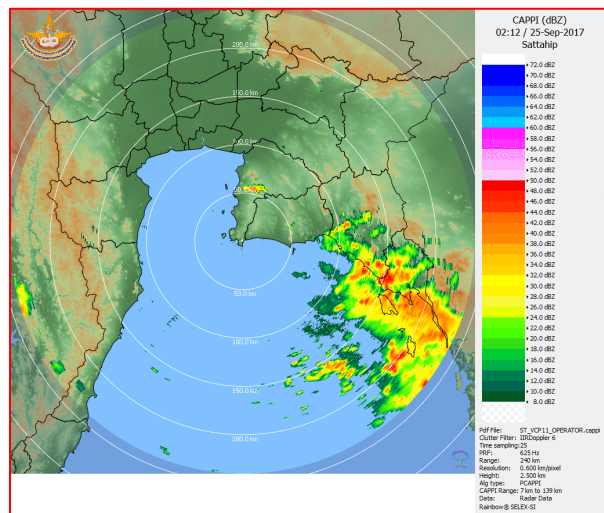 CAPPI (dBZ)
02:12 / 25-Sep-2017
Sattahip
72.0 dBZ
70.0 dBZ
68.0 dBZ
66.0 dBZ
64.0 dBZ
62.0 dBZ
60.0 dBZ
58.0 dBZ
56.0 dBZ
54.0 dBZ
52.0 dBZ
50.0 dBZ
48.0 dBZ
46.0 dBZ
44.0 dBZ
42.0 dBZ
40.0 dBZ
38.0 dBZ
36.0 dBZ
34.0 dBZ
32.0 dBZ
30.0 dBZ
28.0 dBZ
26.0 dBZ
24.0 dBZ
22.0 dBZ
20.0 dBZ
18.0 dBZ
16.0 dBZ
14.0 dBZ
12.0 dBZ
10.0 dBZ
8.0 dBZ
Pdf File: ST_VCP11_OPERATOR.cappi
Clutter Filter: IIRDoppler 6
Time sampling:25
PRF: 625 Hz
Range: 240 km
Resolution: 0.600 km/pixel
Height: 2.500 km
Alg type: PCAPPI
CAPPI Range: 7 km to 139 km
Data: Radar Data
Rainbow® SELEX-SI
200.0 km
150.0 km
100.0 km
50.0 km
50.0 km
100.0 km
150.0 km
200.0 km